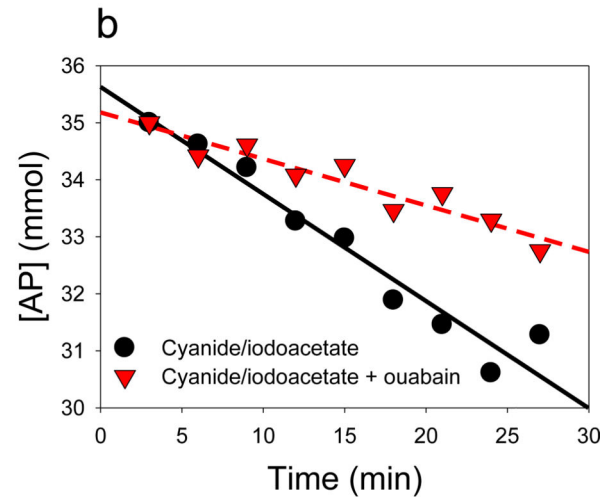 b
36
35
34
33
32
31
30
[AP] (mmol)
Cyanide/iodoacetate
Cyanide/iodoacetate + ouabain
0 5 10 15 20 25 30
Time (min)